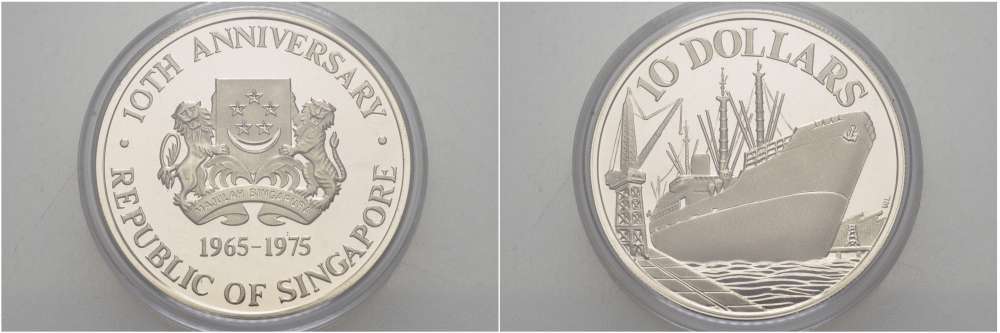 10TH ANNIVERSARY
MAJULAH SINGAPURA
1965-1975
REPUBLIC OF SINGAPORE
10 DOLLARS